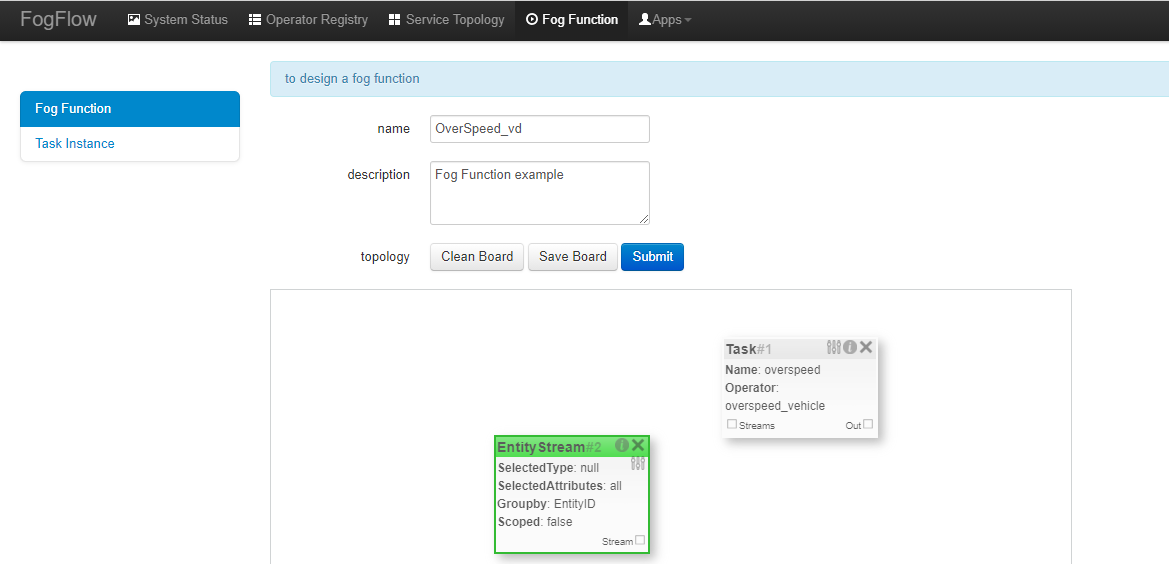 FogFlow System Status Operator Registry Service Topology Fog Function Apps
to design a fog function
Fog Function
Task Instance
name OverSpeed_vd
description Fog Function example
topology Clean Board Save Board Submit
Task#1
Name: overspeed
Operator:
overspeed_vehicle
Streams Out
EntityStream#2
SelectedType: null
SelectedAttributes: all
Groupby: EntityID
Scoped: false
Stream